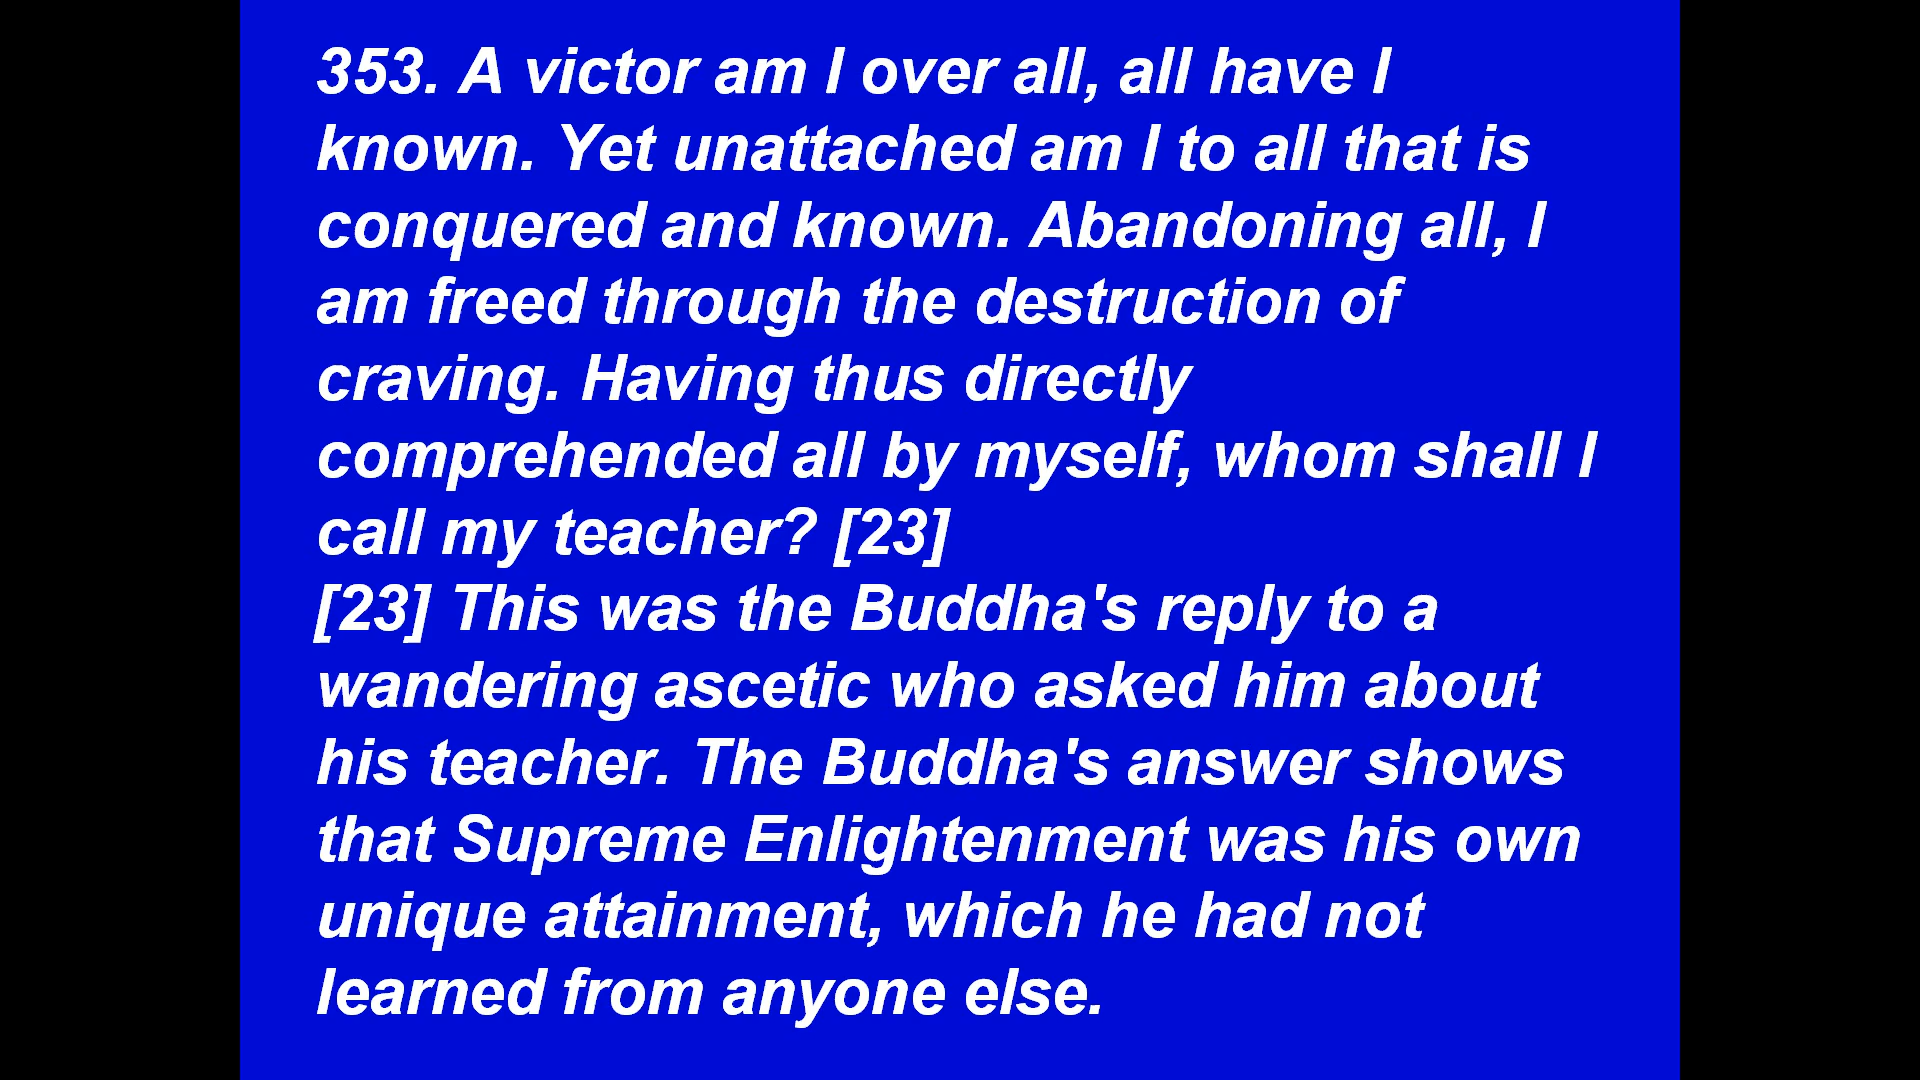 353. A victor am I over all, all have I
known. Yet unattached am I to all that is
conquered and known. Abandoning all, I
am freed through the destruction of
craving. Having thus directly
comprehended all by myself, whom shall I
call my teacher? [23]
[23] This was the Buddha's reply to a
wandering ascetic who asked him about
his teacher. The Buddha's answer shows
that Supreme Enlightenment was his own
unique attainment, which he had not
learned from anyone else.